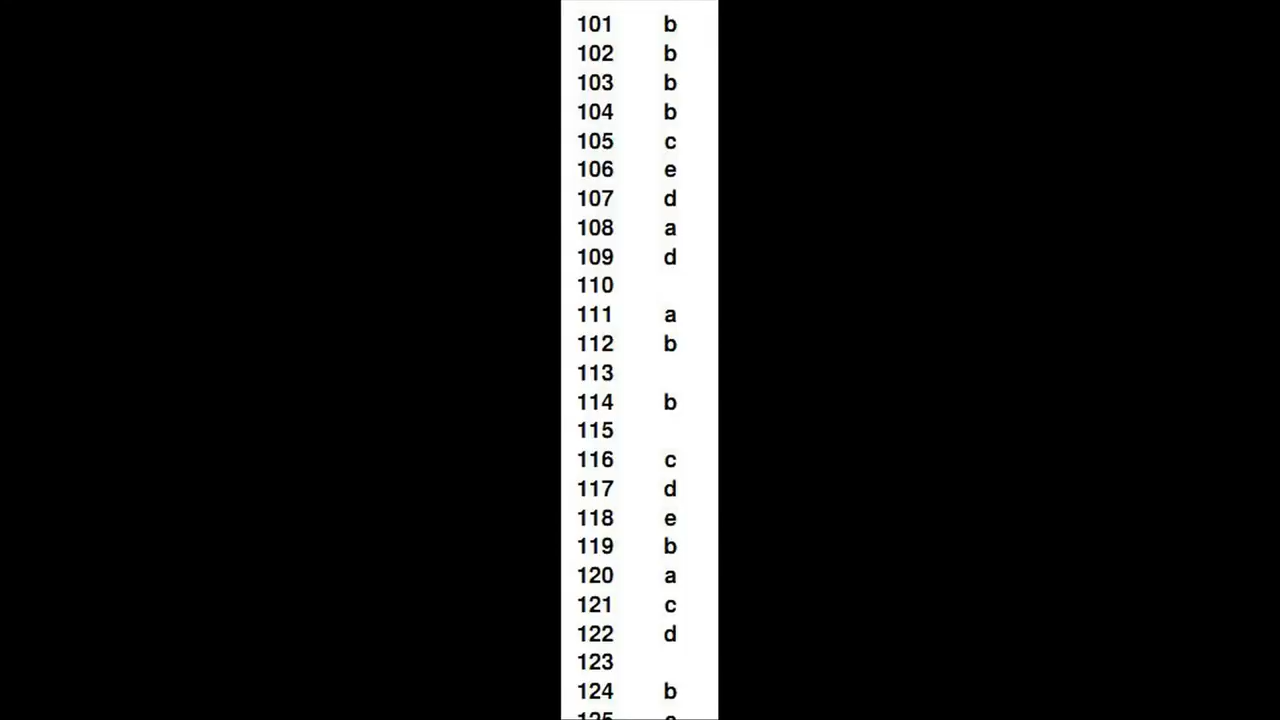 101 b
102 b
103 b
104 b
105 c
106 e
107 d
108 a
109 d
110
111 a
112 b
113
114 b
115
116 c
117 d
118 e
119 b
120 a
121 c
122 d
123
124 b
125